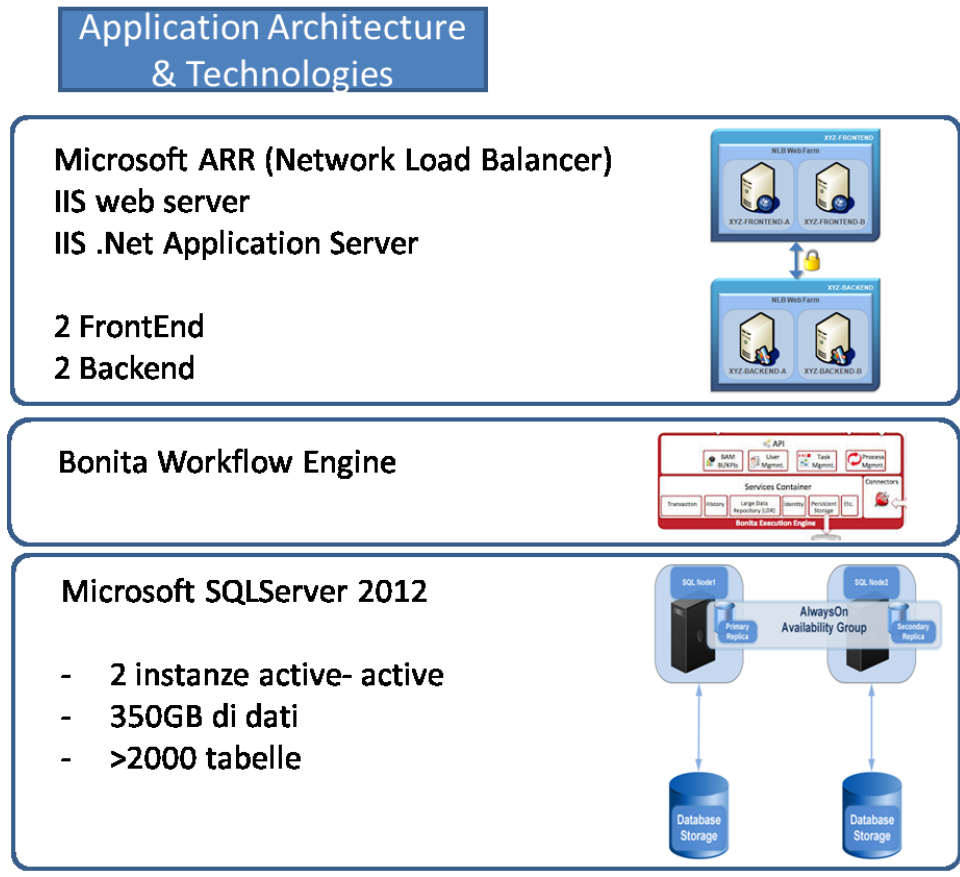 Application Architecture
& Technologies
Microsoft ARR (Network Load Balancer)
IIS web server
IIS .Net Application Server
2 FrontEnd
2 Backend
XYZ-FRONTEND
NLB WebFarm
XYZ-FRONTEND-A
XYZ-FRONTEND-B
XYZ-BACKEND
NLB WebFarm
XYZ-BACKEND-A
XYZ-BACKEND-B
Bonita Workflow Engine
API
BAM
BI/KPIs
User
Mgmnt.
Task
Mgmnt.
Process
Mgmnt.
Services Container
Connectors
Transaction
History
Large Data
Repository (LDR)
Identity
Persistent
Storage
Etc.
Bonita Execution Engine
Microsoft SQLServer 2012
- 2 instanze active- active
- 350GB di dati
- >2000 tabelle
SQL Node1
SQL Node2
AlwaysOn
Availability Group
Primary
Replica
Secondary
Replica
Database
Storage
Database
Storage